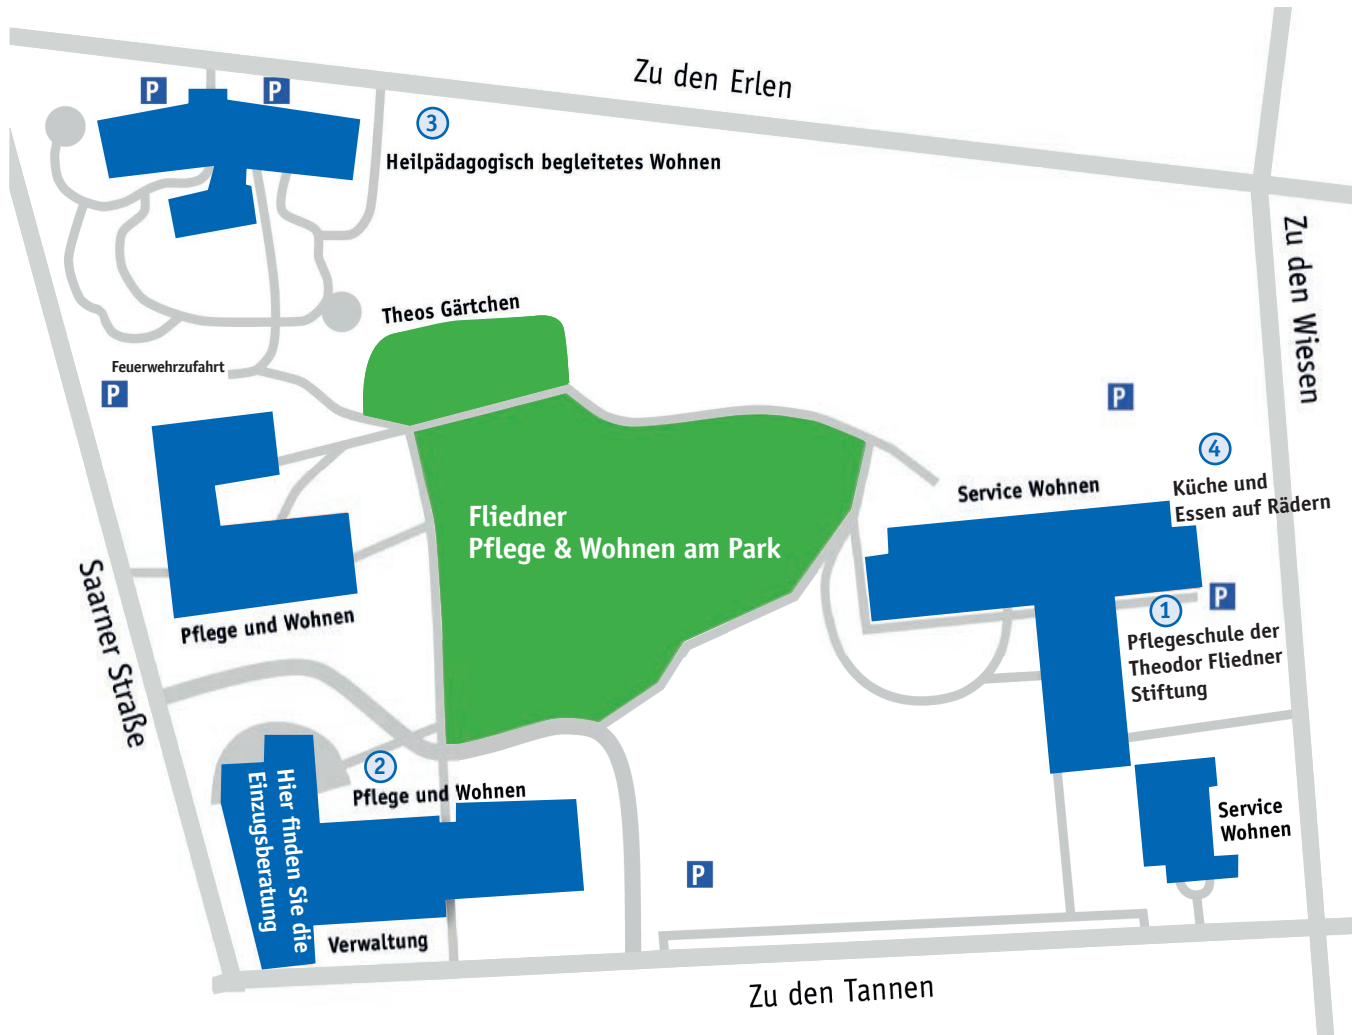 Zu den Erlen
P
P
3
Heilpädagogisch begleitetes Wohnen
Zu den Wiesen
Theos Gärtchen
Feuerwehrzufahrt
P
P
4
Küche und
Essen auf Rädern
Service Wohnen
Fliedner
Pflege & Wohnen am Park
Saarner Straße
Pflege und Wohnen
P
1
Pflegeschule der
Theodor Fliedner
Stiftung
2
Pflege und Wohnen
Hier finden Sie die
Einzugsberatung
Service
Wohnen
P
Verwaltung
Zu den Tannen